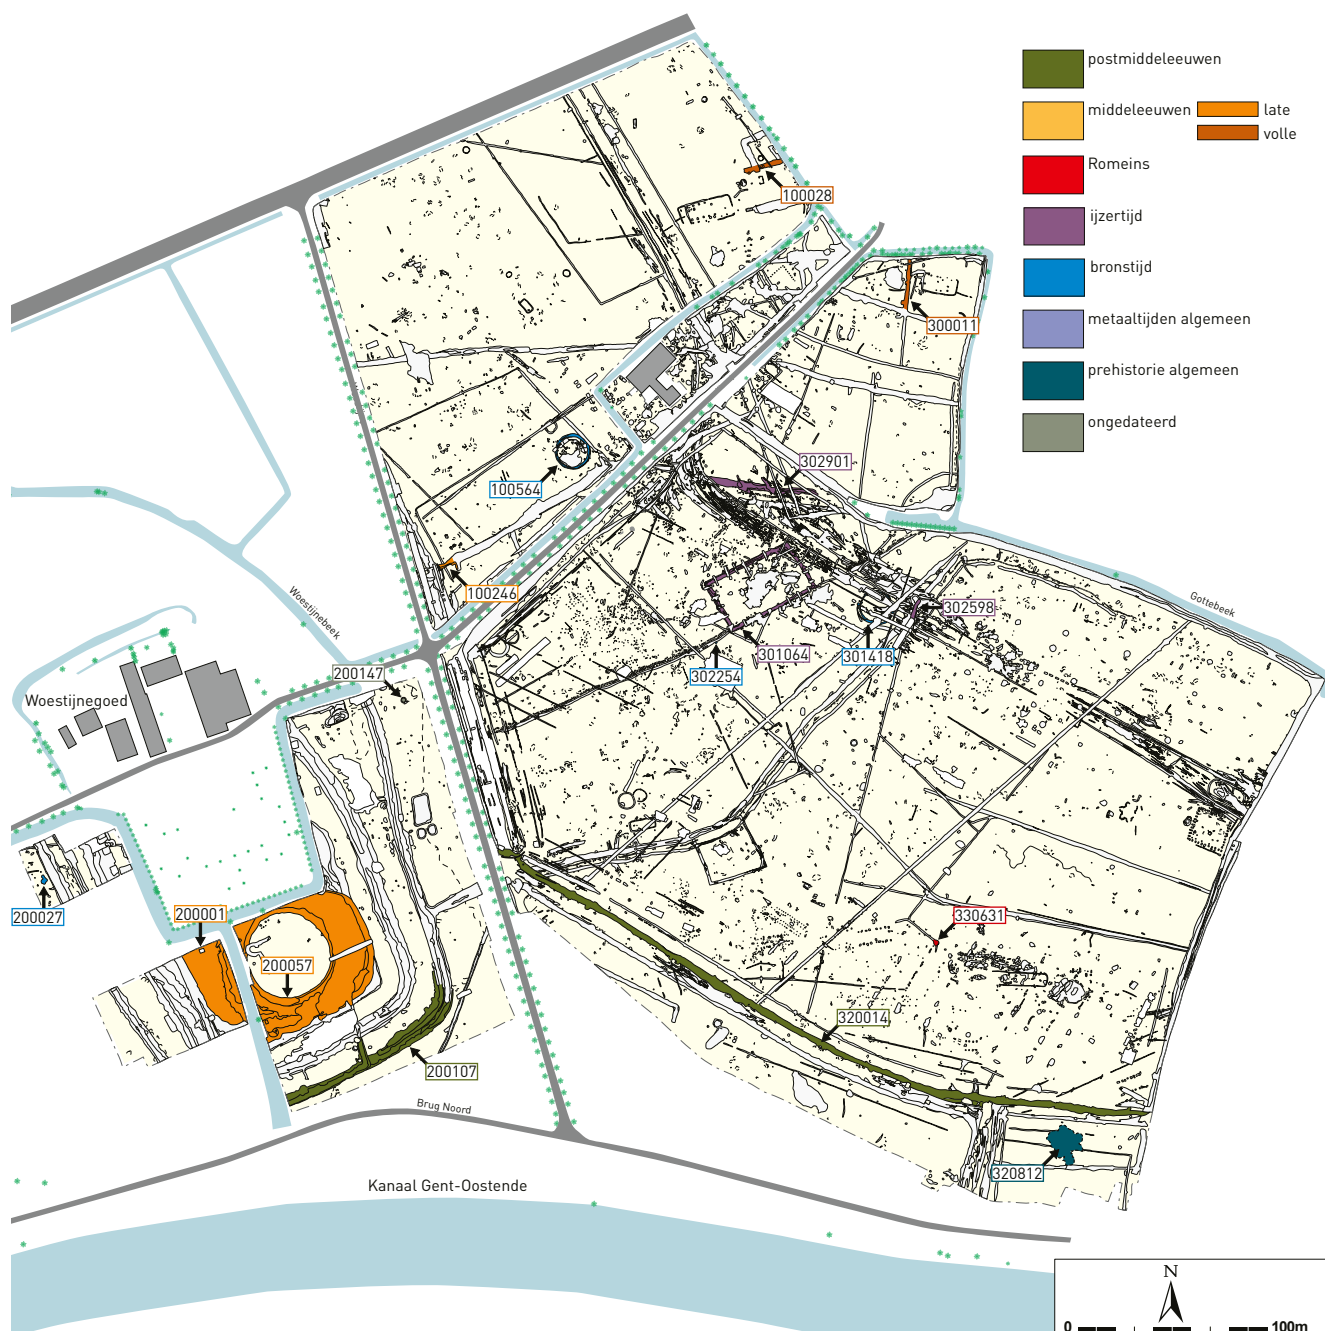 postmiddeleeuwen
middeleeuwen
late
volle
Romeins
ijzertijd
bronstijd
metaaltijden algemeen
prehistorie algemeen
ongedateerd
100028
300011
302901
100564
100246
Woestijnebeek
Gottebeek
302598
301064
301418
302254
200147
Woestijnegoed
200027
200001
200057
330631
320014
200107
Brug Noord
320812
Kanaal Gent-Oostende
N
0 100m